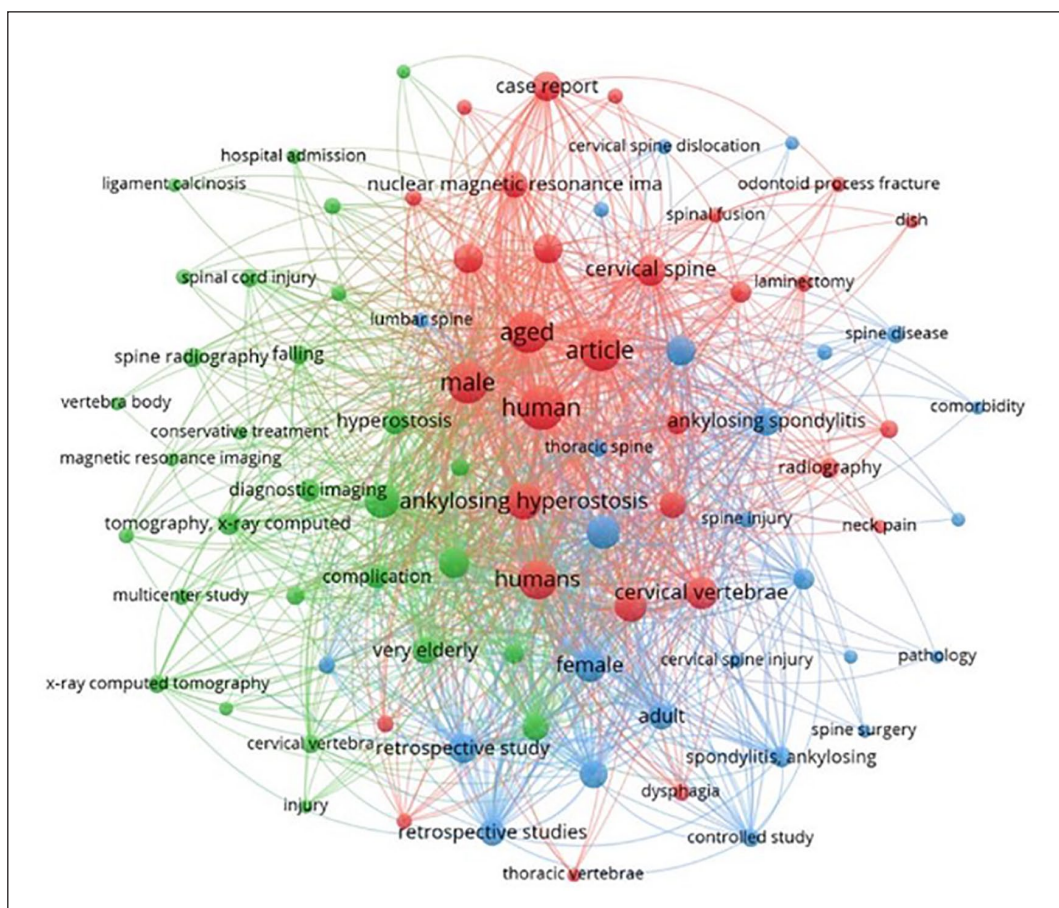 case report
cervical spine dislocation
hospital admission
ligament calcinosis
nuclear magnetic resonance ima
odontoid process fracture
spinal fusion
dish
cervical spine
spinal cord injury
laminectomy
lumbar spine
aged
spine disease
article
spine radiography
falling
male
vertebra body
human
comorbidity
hyperostosis
ankylosing spondylitis
conservative treatment
thoracic spine
magnetic resonance imaging
radiography
diagnostic imaging
ankylosing hyperostosis
tomography, x-ray computed
spine injury
neck pain
complication
humans
multicenter study
cervical vertebrae
very elderly
female
cervical spine injury
pathology
x-ray computed tomography
adult
spine surgery
cervical vertebra
retrospective study
spondylitis, ankylosing
dysphagia
injury
retrospective studies
controlled study
thoracic vertebrae